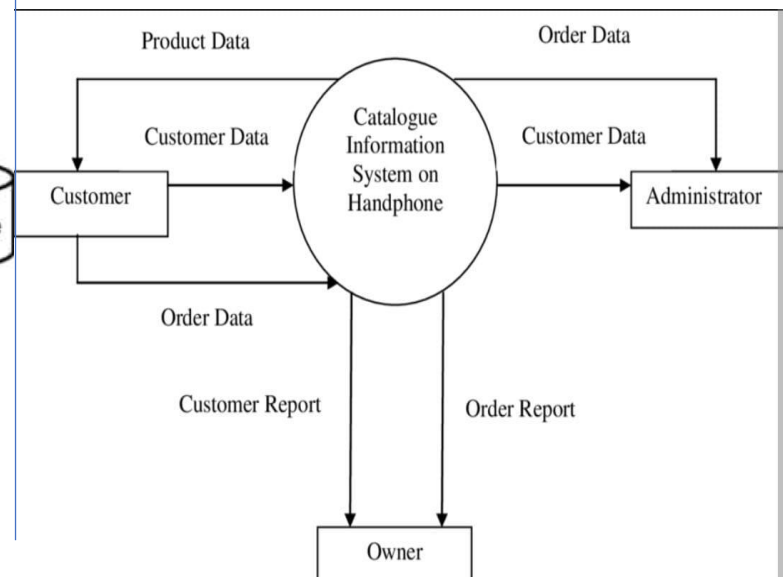 Product Data
Order Data
Catalogue
Information
System on
Handphone
Customer Data
Customer Data
Customer
Administrator
Order Data
Customer Report
Order Report
Owner